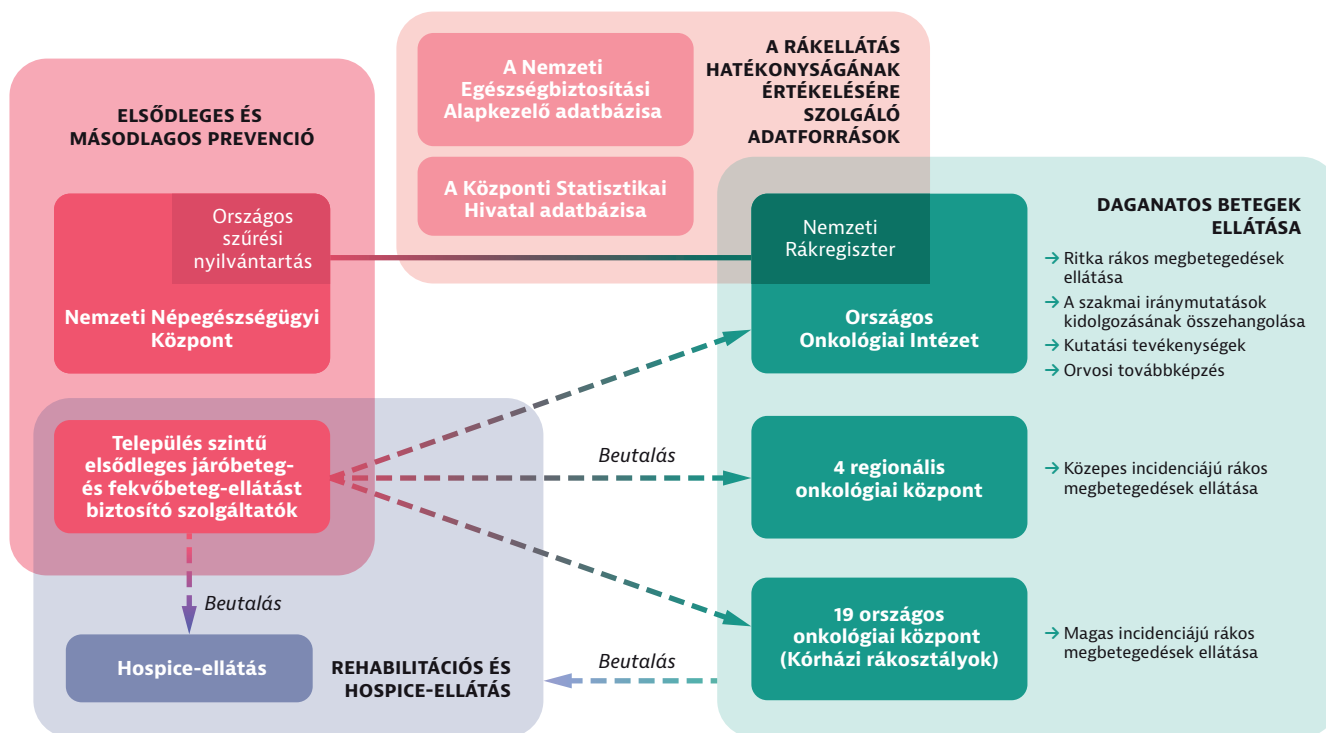 ELSŐDLEGES ÉS
MÁSODLAGOS PREVENCIÓ
Országos
szűrési
nyilvántartás
Nemzeti Népegészségügyi
Központ
Település szintű
elsődleges járóbeteg-
és fekvőbeteg-ellátást
biztosító szolgáltatók
Beutalás
Hospice-ellátás
REHABILITÁCIÓS ÉS
HOSPICE-ELLÁTÁS
A Nemzeti
Egészségbiztosítási
Alapkezelő adatbázisa
A Központi Statisztikai
Hivatal adatbázisa
A RÁKELLÁTÁS
HATÉKONYSÁGÁNAK
ÉRTÉKELÉSÉRE
SZOLGÁLÓ
ADATFORRÁSOK
Beutalás
Beutalás
Nemzeti
Rákregiszter
Országos
Onkológiai Intézet
4 regionális
onkológiai központ
19 országos
onkológiai központ
(Kórházi rákosztályok)
DAGANATOS BETEGEK
ELLÁTÁSA
→ Ritka rákos megbetegedések
ellátása
→ A szakmai iránymutatások
kidolgozásának összehangolása
→ Kutatási tevékenységek
→ Orvosi továbbképzés
→ Közepes incidenciájú rákos
megbetegedések ellátása
→ Magas incidenciájú rákos
megbetegedések ellátása